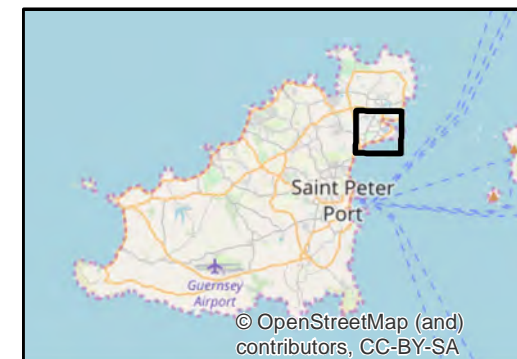 Saint Peter
Port
Guernsey
Airport
© OpenStreetMap (and)
contributors, CC-BY-SA